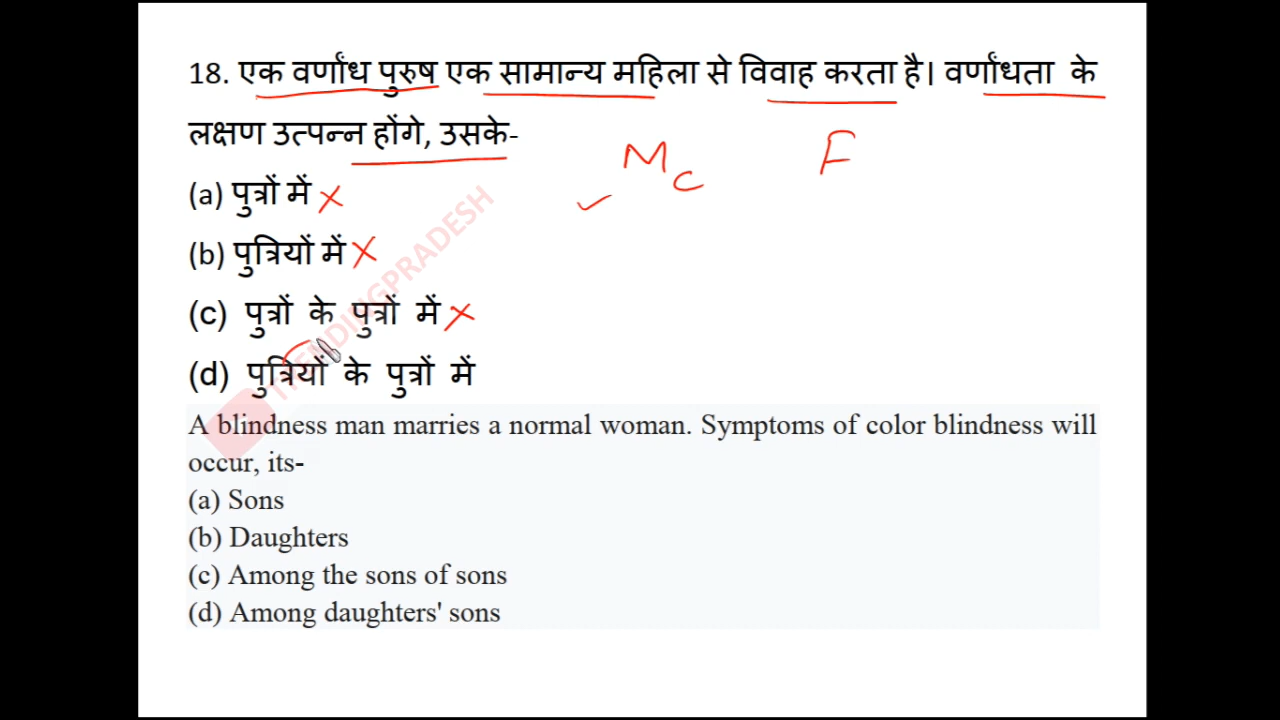 18. एक वर्णांध पुरुष एक सामान्य महिला से विवाह करता है। वर्णांधता के
लक्षण उत्पन्न होंगे, उसके-
M C F
(a) पुत्रों में ×
(b) पुत्रियों में ×
(c) पुत्रों के पुत्रों में ×
(d) पुत्रियों के पुत्रों में
TRENDINGPRADESH
A blindness man marries a normal woman. Symptoms of color blindness will
occur, its-
(a) Sons
(b) Daughters
(c) Among the sons of sons
(d) Among daughters' sons